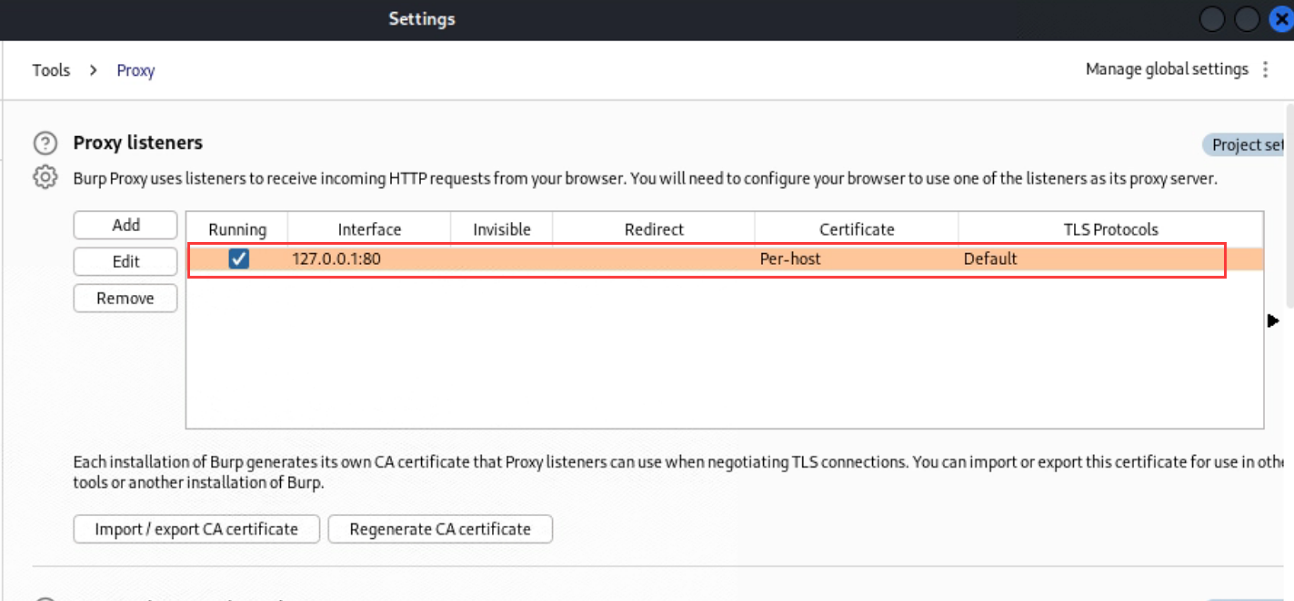 Settings
Tools > Proxy
Manage global settings
Proxy listeners
Project set
Burp Proxy uses listeners to receive incoming HTTP requests from your browser. You will need to configure your browser to use one of the listeners as its proxy server.
Add
Edit
Remove
Running Interface Invisible Redirect Certificate TLS Protocols
127.0.0.1:80 Per-host Default
Each installation of Burp generates its own CA certificate that Proxy listeners can use when negotiating TLS connections. You can import or export this certificate for use in othe
tools or another installation of Burp.
Import / export CA certificate
Regenerate CA certificate